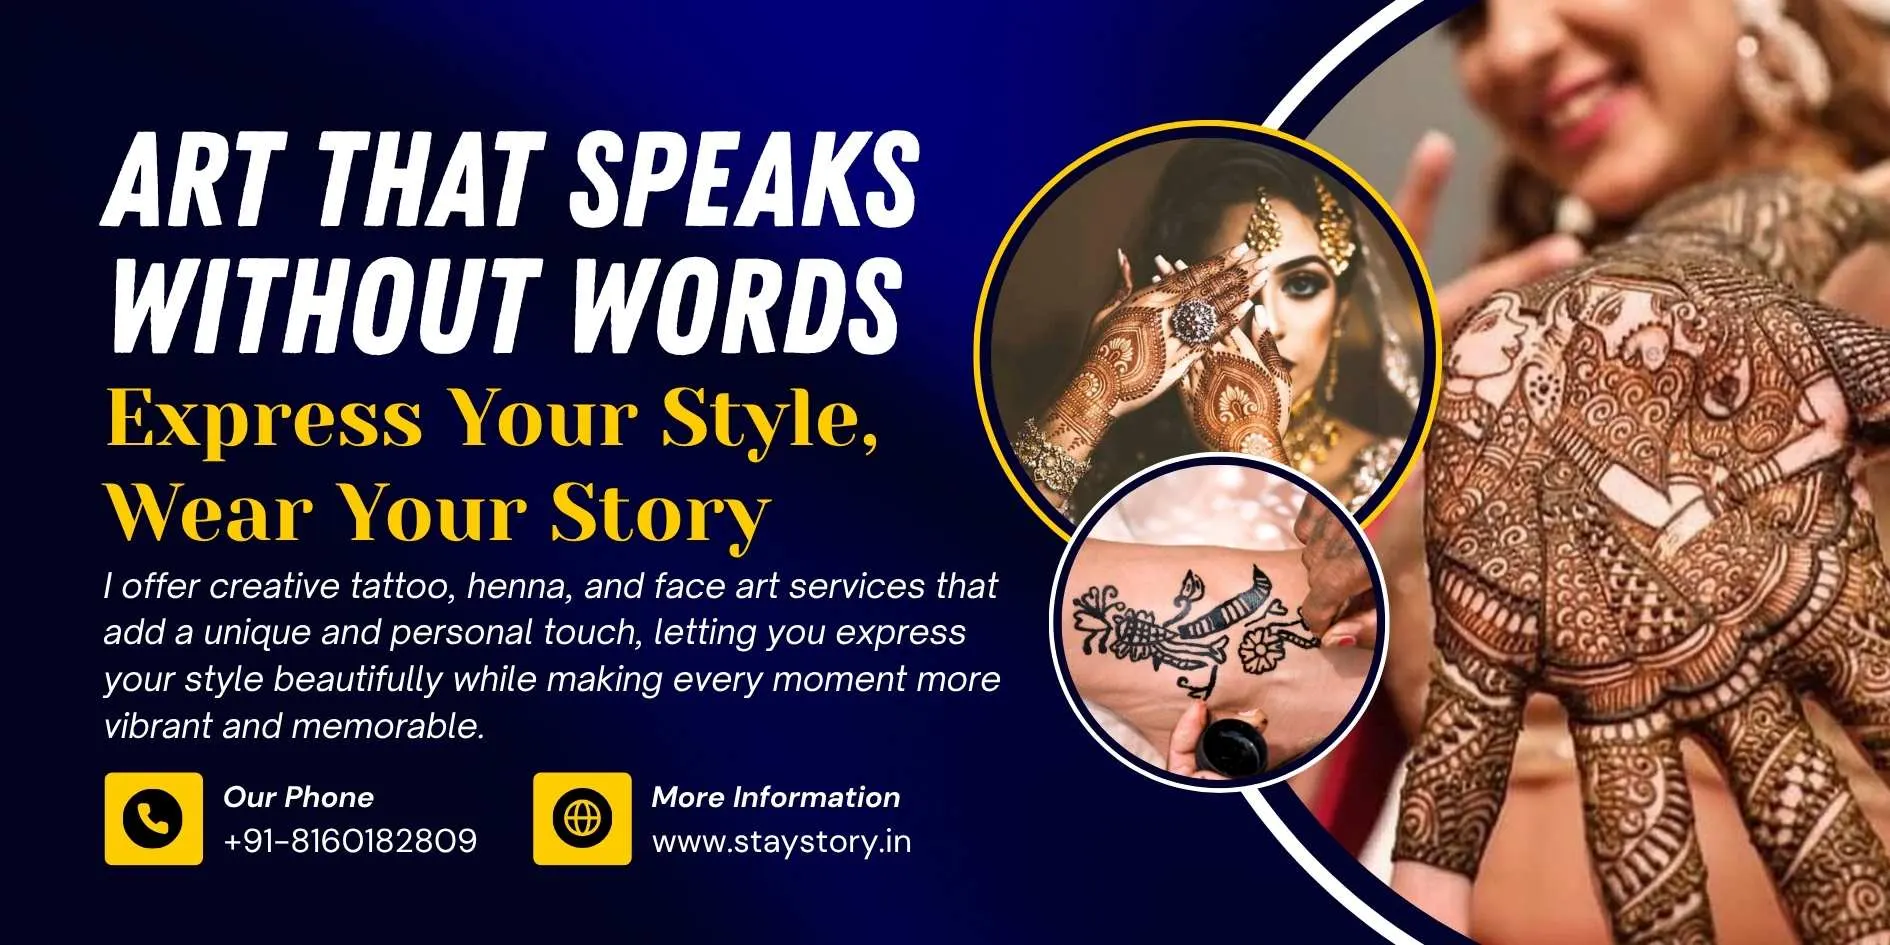 ART THAT SPEAKS
WITHOUT WORDS
Express Your Style,
Wear Your Story
I offer creative tattoo, henna, and face art services that
add a unique and personal touch, letting you express
your style beautifully while making every moment more
vibrant and memorable.
Our Phone
+91-8160182809
More Information
www.staystory.in